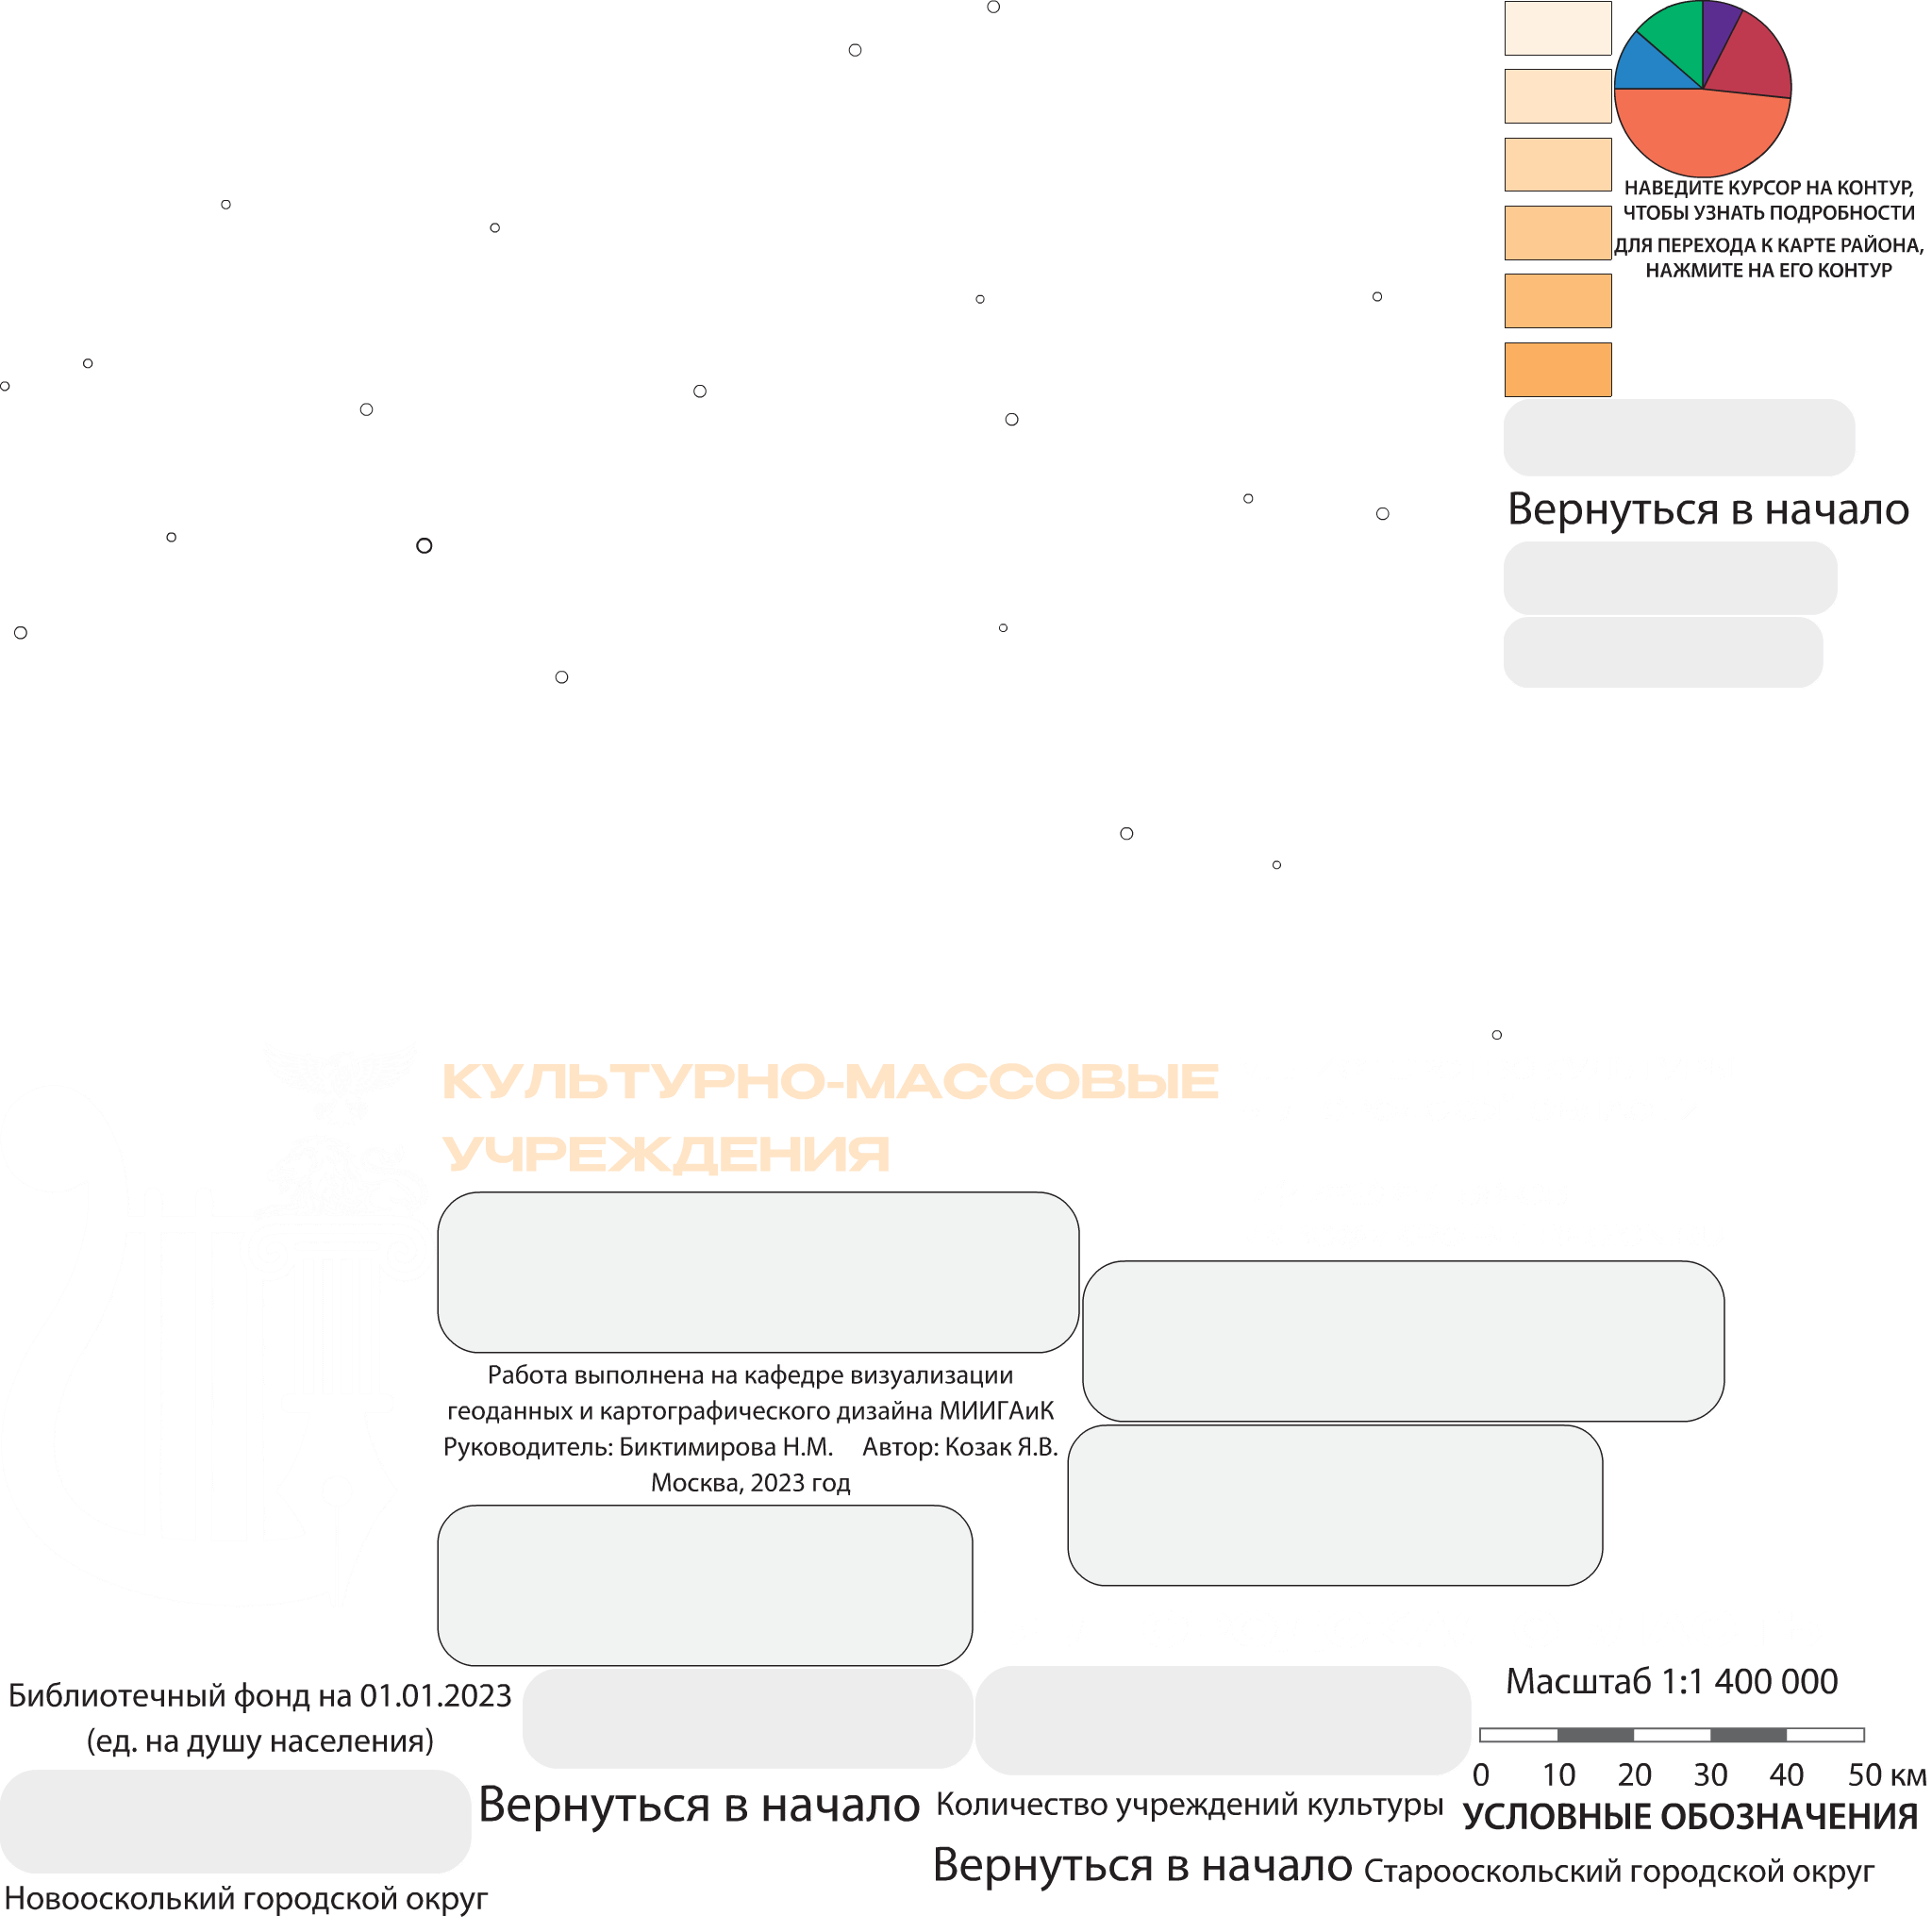 НАВЕДИТЕ КУРСОР НА КОНТУР,
ЧТОБЫ УЗНАТЬ ПОДРОБНОСТИ
ДЛЯ ПЕРЕХОДА К КАРТЕ РАЙОНА,
НАЖМИТЕ НА ЕГО КОНТУР
Вернуться в начало
КУЛЬТУРНО-МАССОВЫЕ
УЧРЕЖДЕНИЯ
Работа выполнена на кафедре визуализации
геоданных и картографического дизайна МИИГАиК
Руководитель: Биктимирова Н.М. Автор: Козак Я.В.
Москва, 2023 год
Библиотечный фонд на 01.01.2023
(ед. на душу населения)
Масштаб 1:1 400 000
0 10 20 30 40 50 км
Вернуться в начало
Количество учреждений культуры
УСЛОВНЫЕ ОБОЗНАЧЕНИЯ
Вернуться в начало
Старооскольский городской округ
Новоосколький городской округ